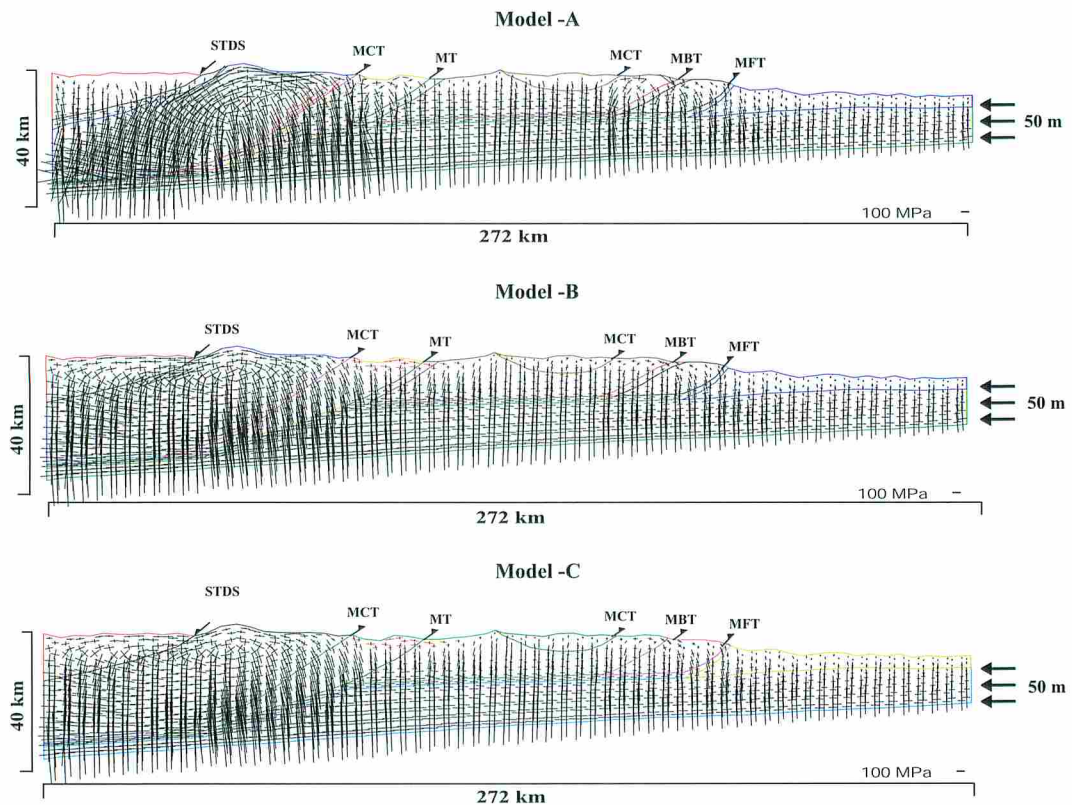 Model -A
STDS
MCT
MT
MCT
MBT
MFT
40 km
50 m
100 MPa
272 km
Model -B
STDS
MCT
MT
MCT
MBT
MFT
40 km
50 m
100 MPa
272 km
Model -C
STDS
MCT
MT
MCT
MBT
MFT
40 km
50 m
100 MPa
272 km